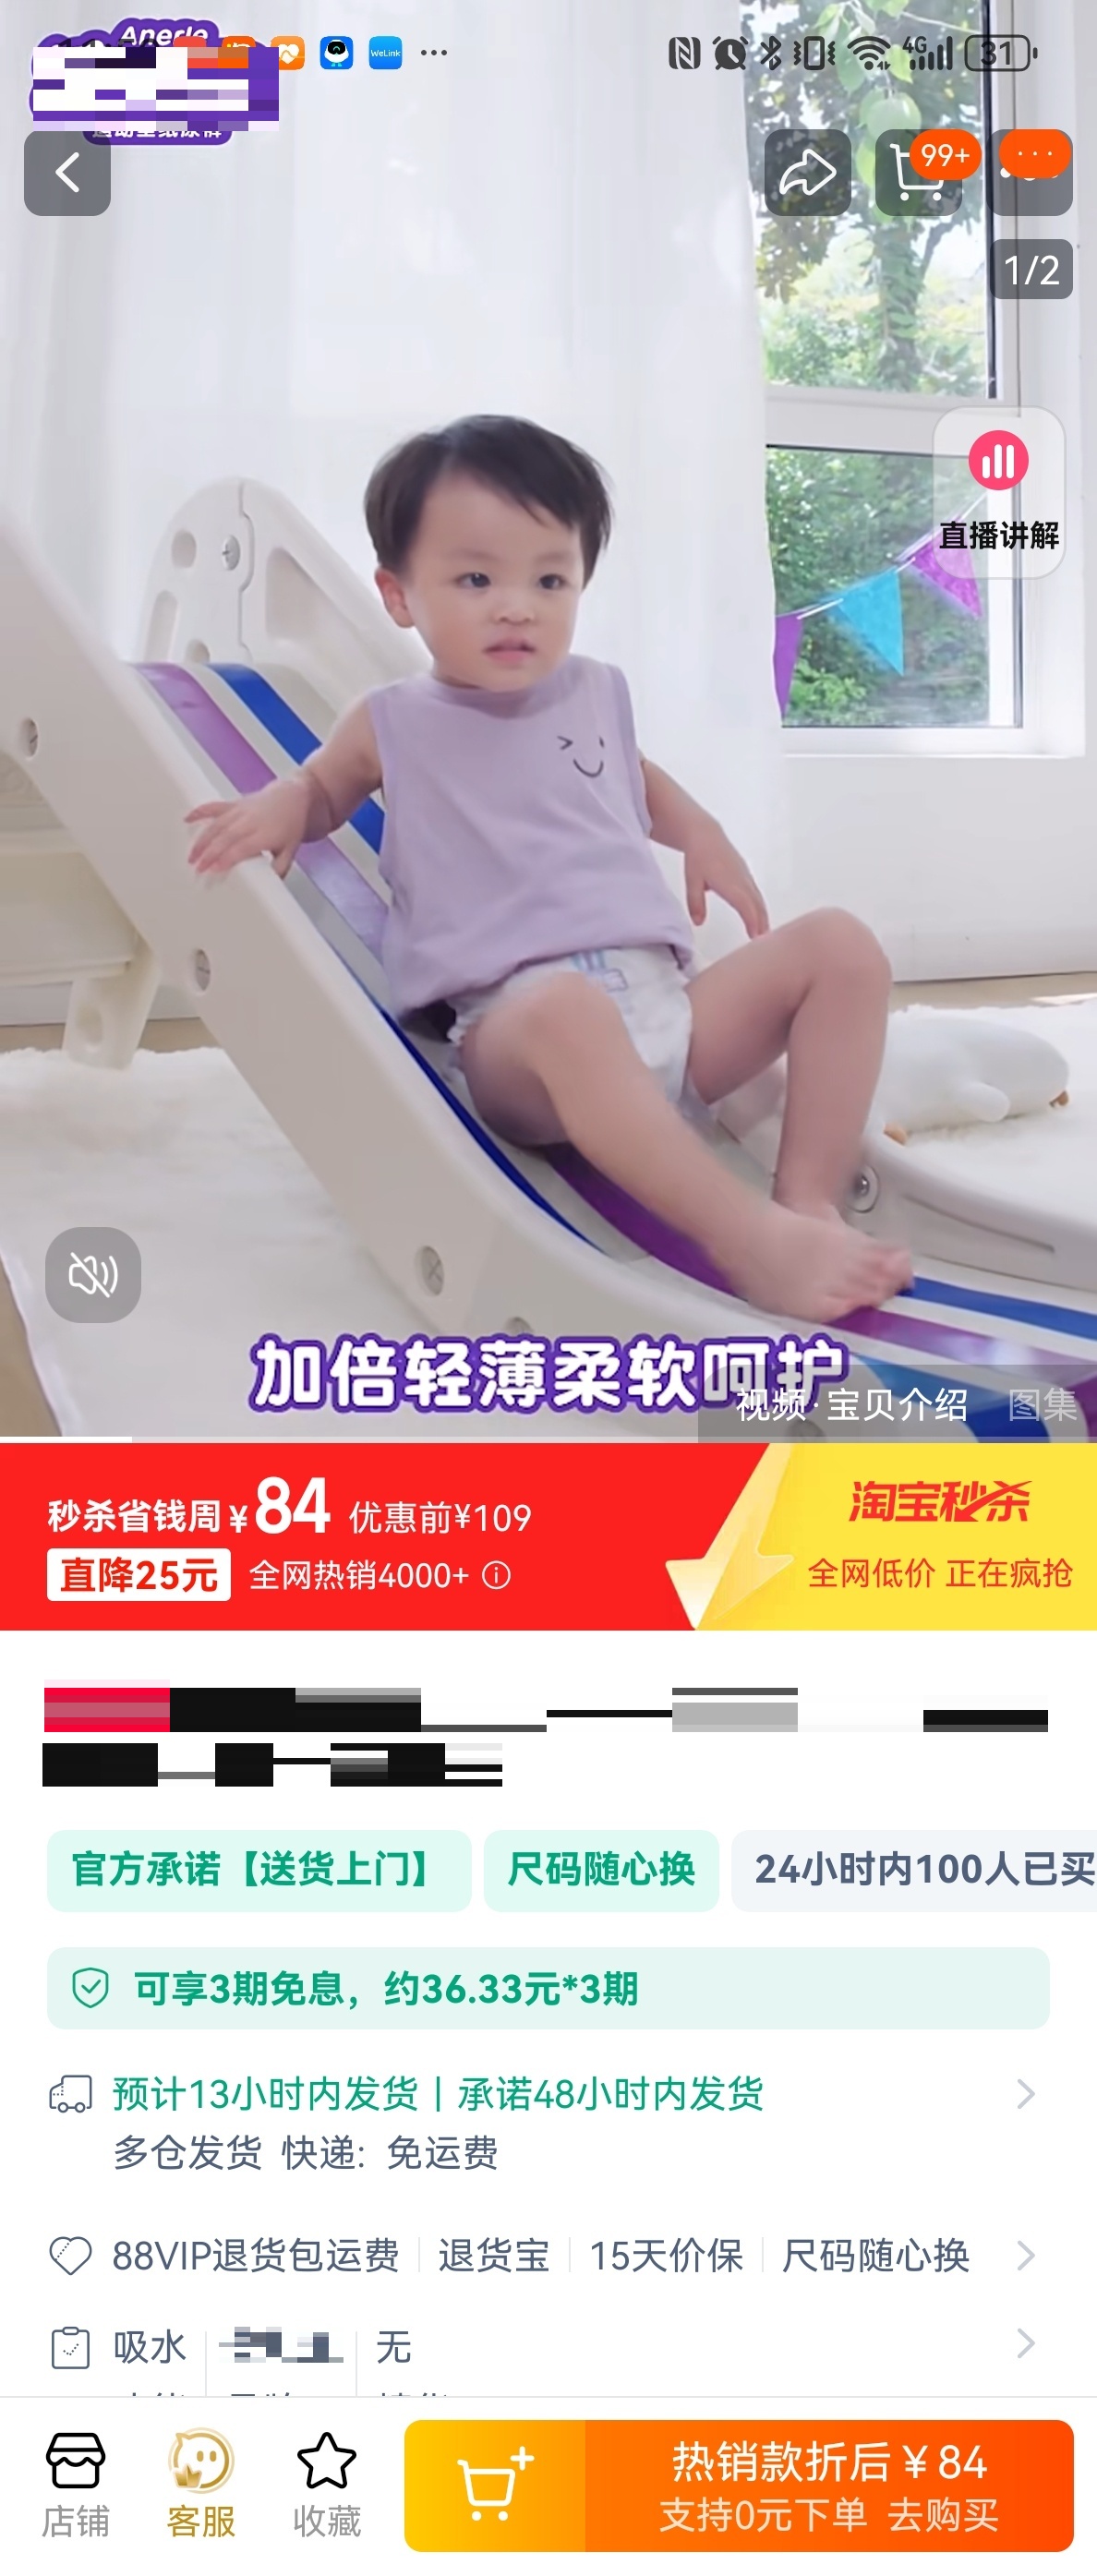 Anerle
WeLink
4G
31
99+
1/2
直播讲解
加倍轻薄柔软呵护
视频·宝贝介绍 图集
秒杀省钱周¥84 优惠前¥109
淘宝秒杀
直降25元 全网热销4000+
全网低价 正在疯抢
官方承诺【送货上门】 尺码随心换 24小时内100人已买
可享3期免息，约36.33元*3期
预计13小时内发货 | 承诺48小时内发货
多仓发货 快递: 免运费
88VIP退货包运费 退货宝 15天价保 尺码随心换
吸水 无
热销款折后¥84
支持0元下单 去购买
店铺 客服 收藏